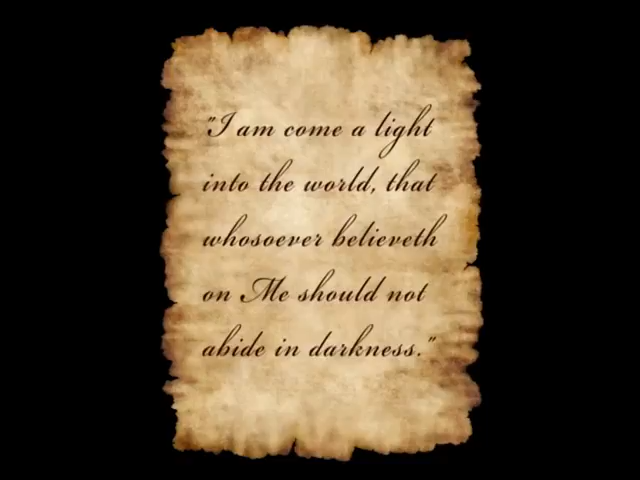 "I am come a light
into the world, that
whosoever believeth
on Me should not
abide in darkness."